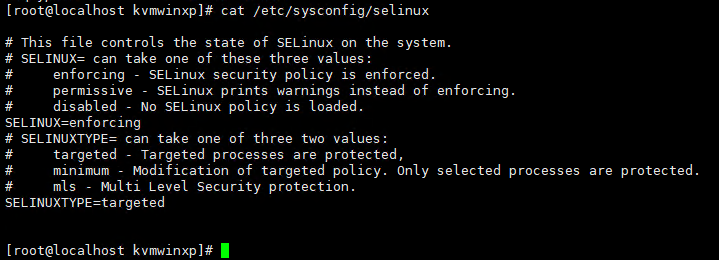 [root@localhost kvmwinxp]# cat /etc/sysconfig/selinux
# This file controls the state of SELinux on the system.
# SELINUX= can take one of these three values:
#     enforcing - SELinux security policy is enforced.
#     permissive - SELinux prints warnings instead of enforcing.
#     disabled - No SELinux policy is loaded.
SELINUX=enforcing
# SELINUXTYPE= can take one of three two values:
#     targeted - Targeted processes are protected,
#     minimum - Modification of targeted policy. Only selected processes are protected.
#     mls - Multi Level Security protection.
SELINUXTYPE=targeted
[root@localhost kvmwinxp]#